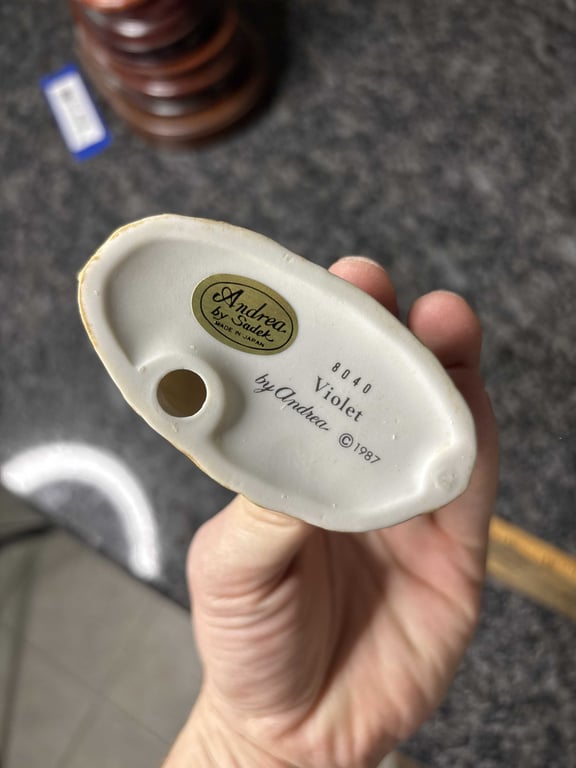 Andrea
by Sadek
MADE IN JAPAN
8040
Violet
by Andrea
©1987